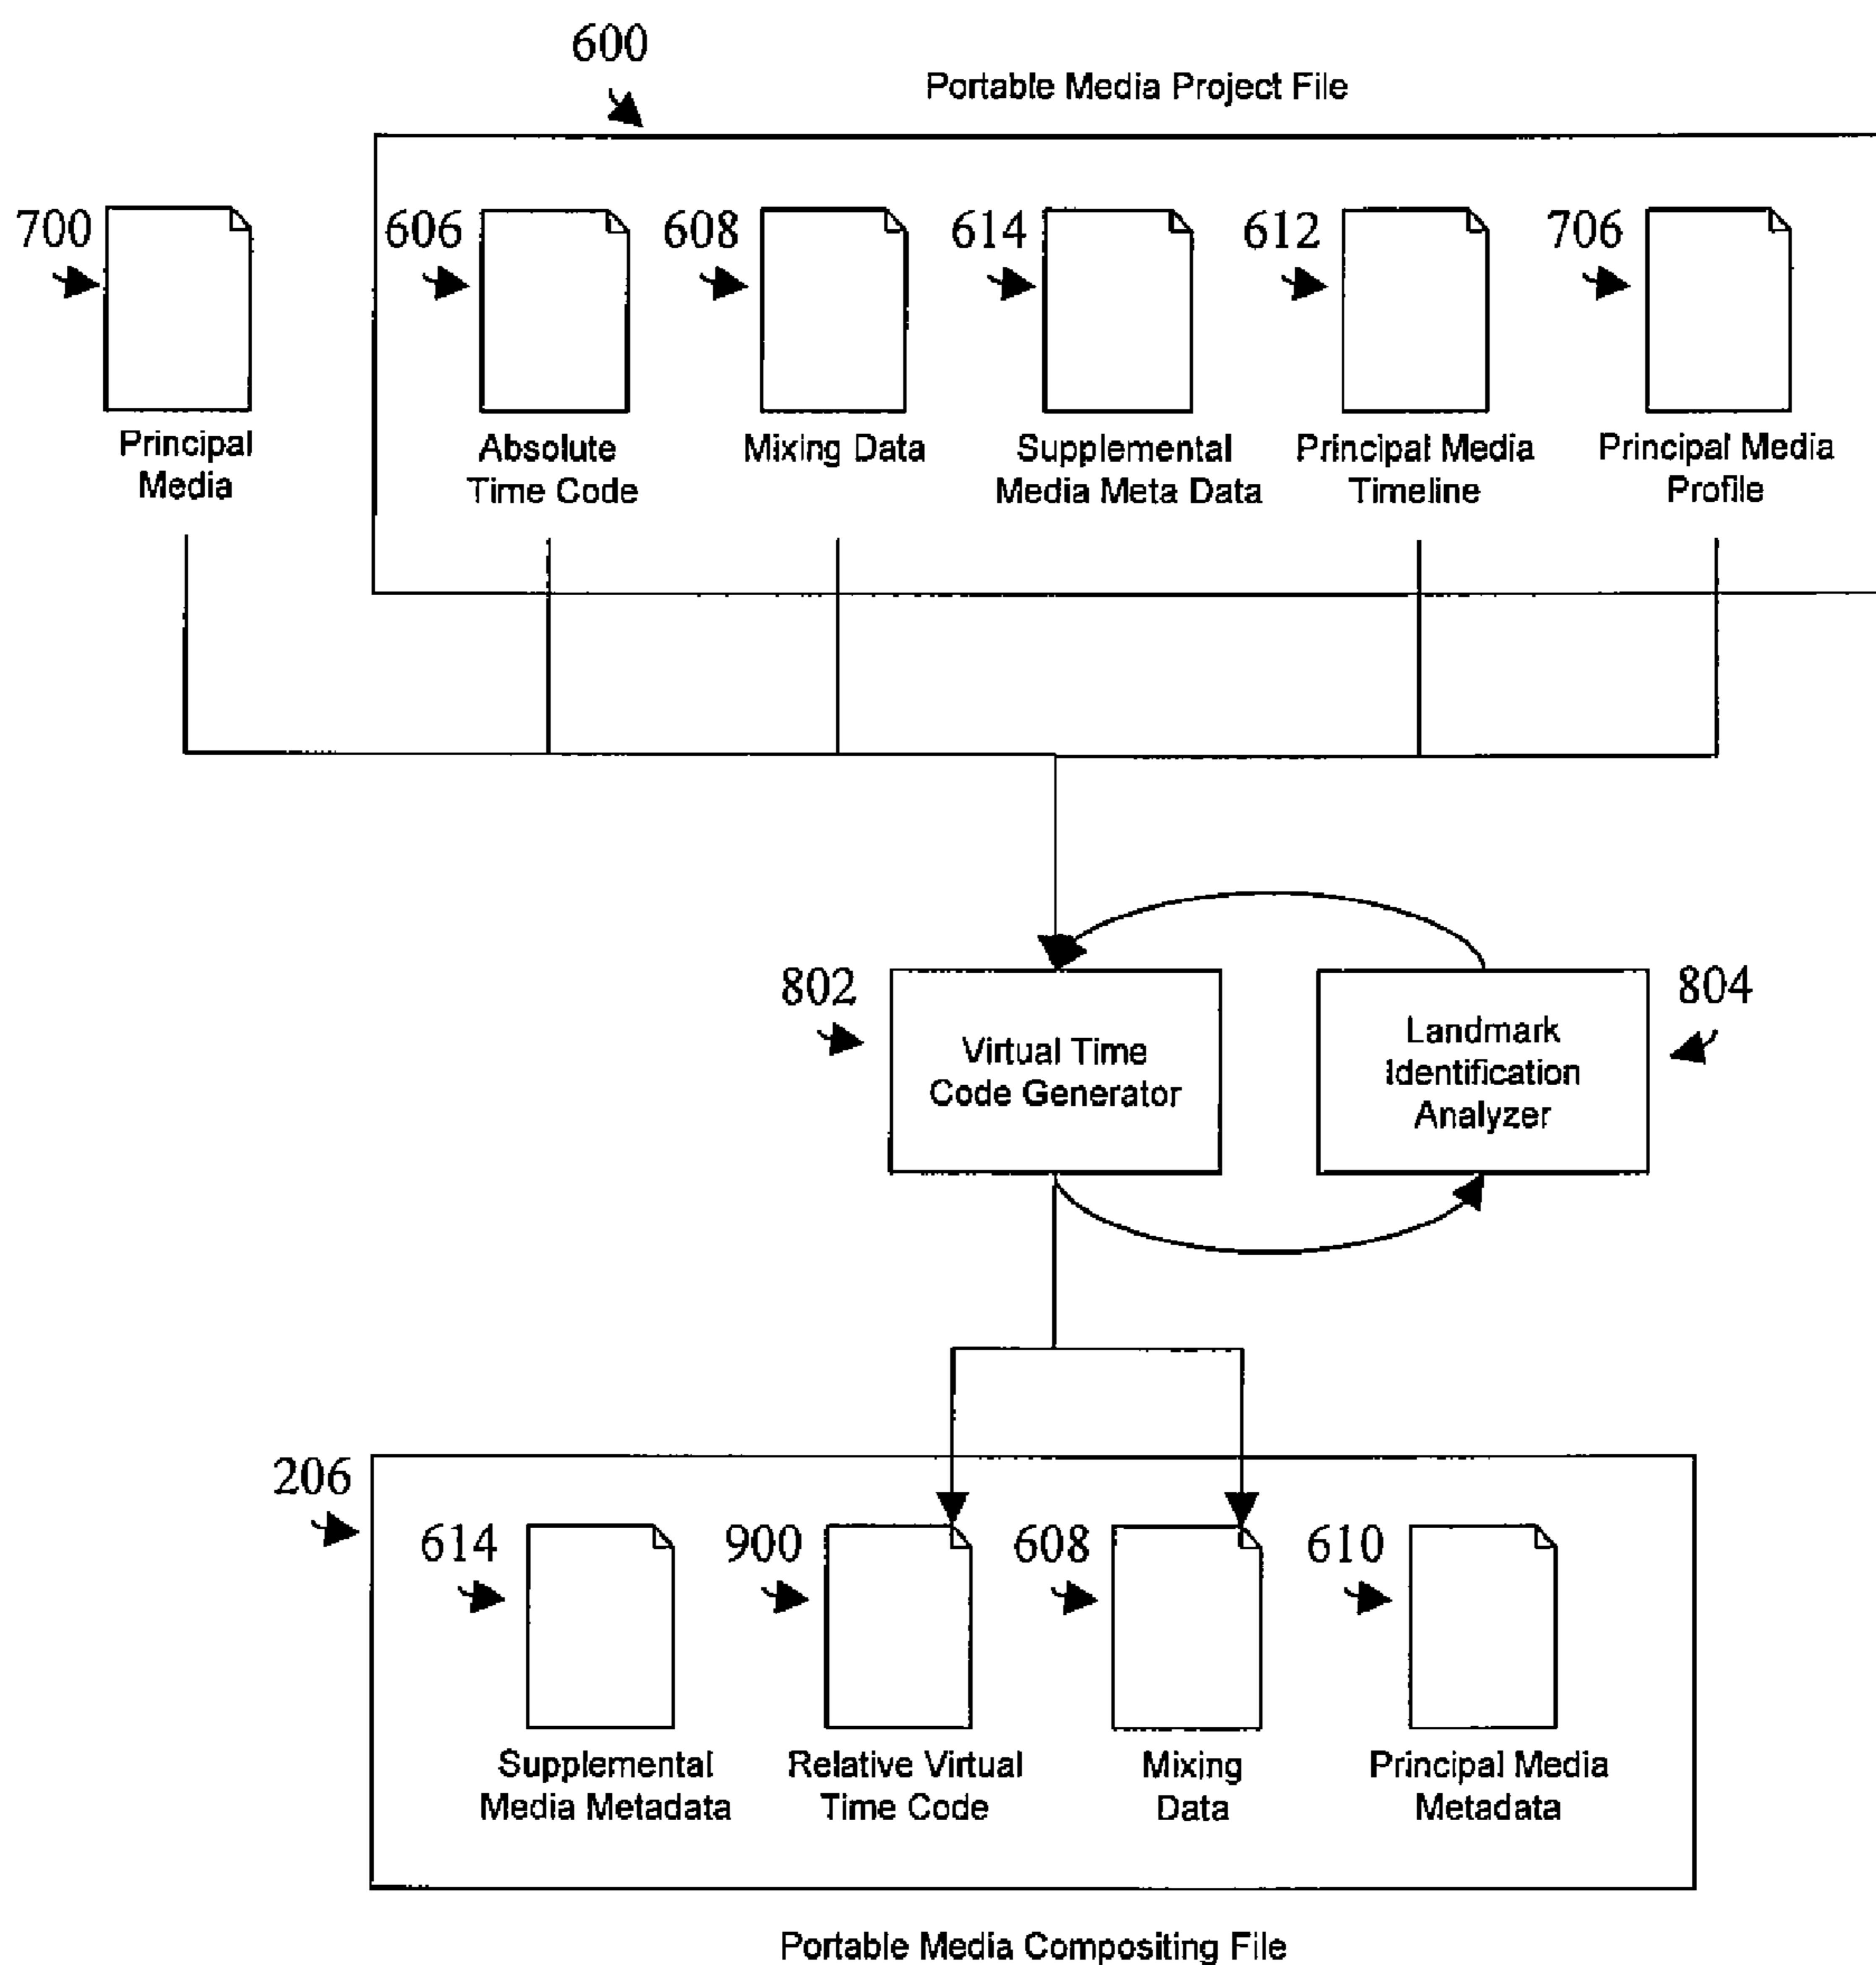 600
Portable Media Project File
700
606
608
614
612
706
Principal
Media
Absolute
Time Code
Mixing Data
Supplemental
Media Meta Data
Principal Media
Timeline
Principal Media
Profile
802
Virtual Time
Code Generator
Landmark
Identification
Analyzer
804
206
614
900
608
610
Supplemental
Media Metadata
Relative Virtual
Time Code
Mixing
Data
Principal Media
Metadata
Portable Media Compositing File